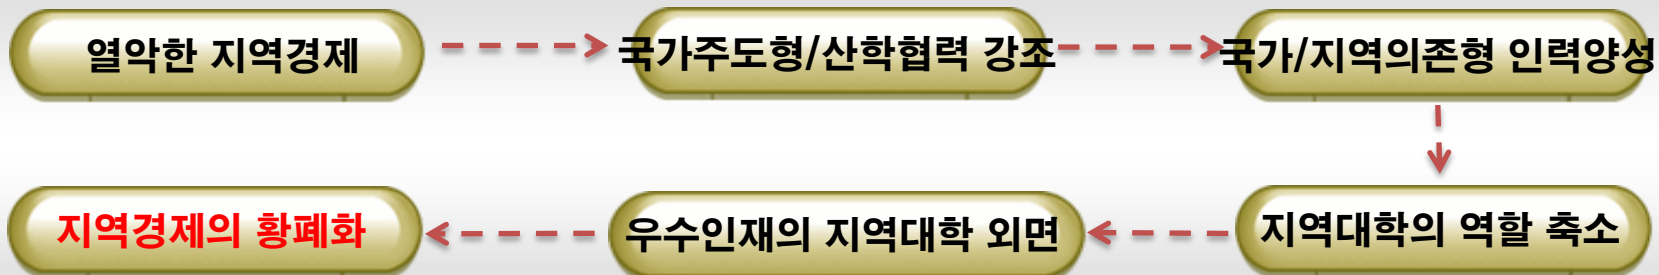 열악한 지역경제
국가주도형/산학협력 강조
국가/지역의존형 인력양성
지역대학의 역할 축소
우수인재의 지역대학 외면
지역경제의 황폐화